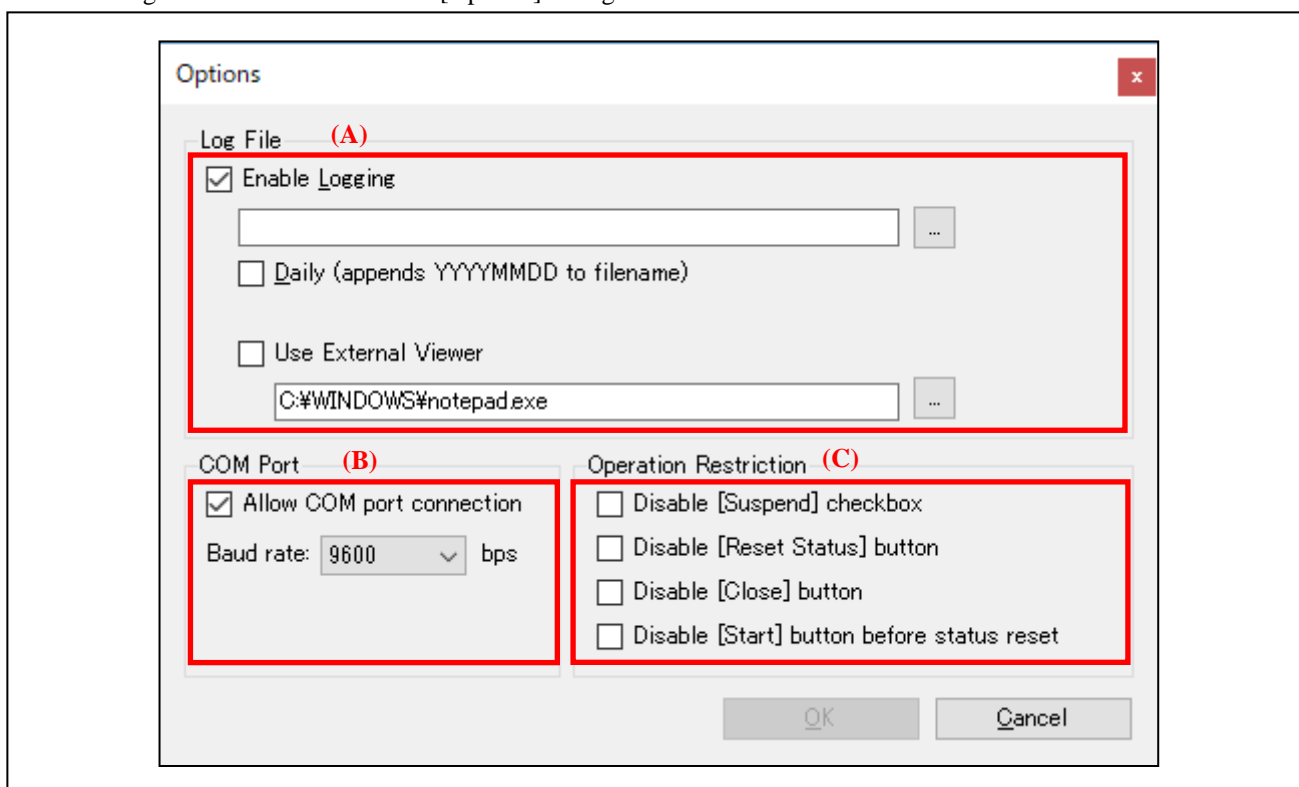 Options
x
Log File (A)
Enable Logging
...
Daily (appends YYYYMMDD to filename)
Use External Viewer
C:¥WINDOWS¥notepad.exe
...
COM Port (B)
Allow COM port connection
Baud rate: 9600 bps
Operation Restriction (C)
Disable [Suspend] checkbox
Disable [Reset Status] button
Disable [Close] button
Disable [Start] button before status reset
OK
Cancel